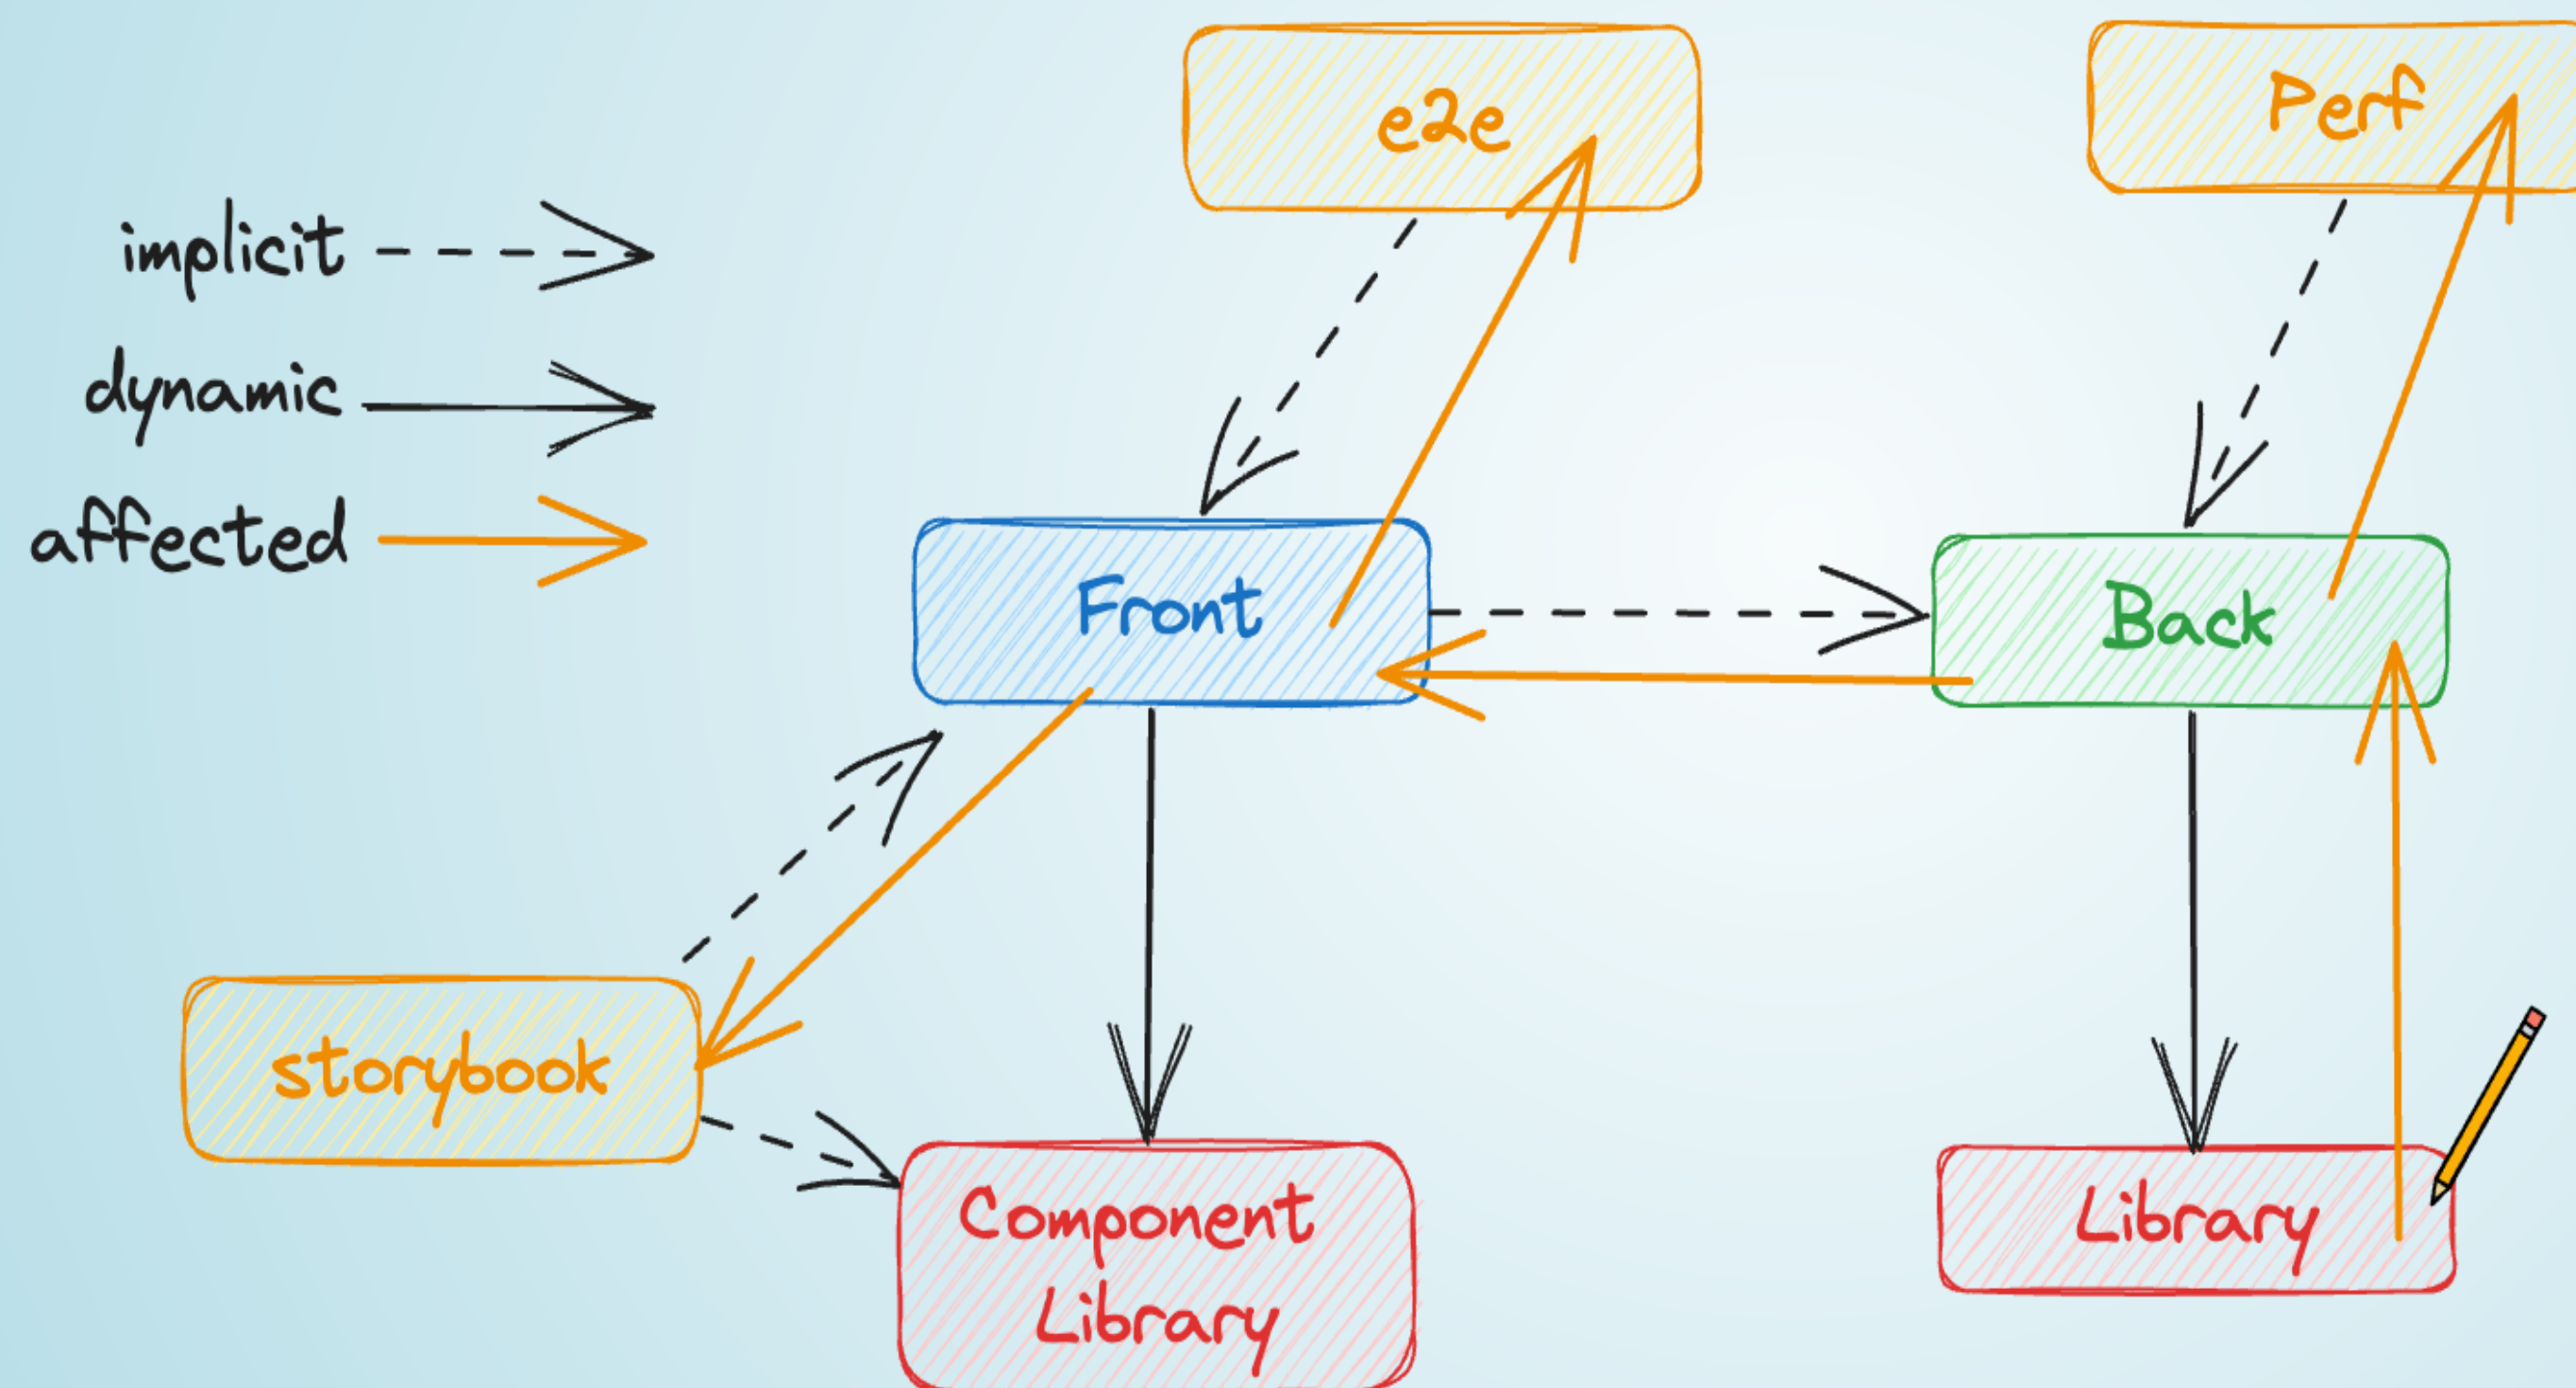 e2e
Perf
implicit
dynamic
affected
Front
Back
storybook
Component
Library
Library